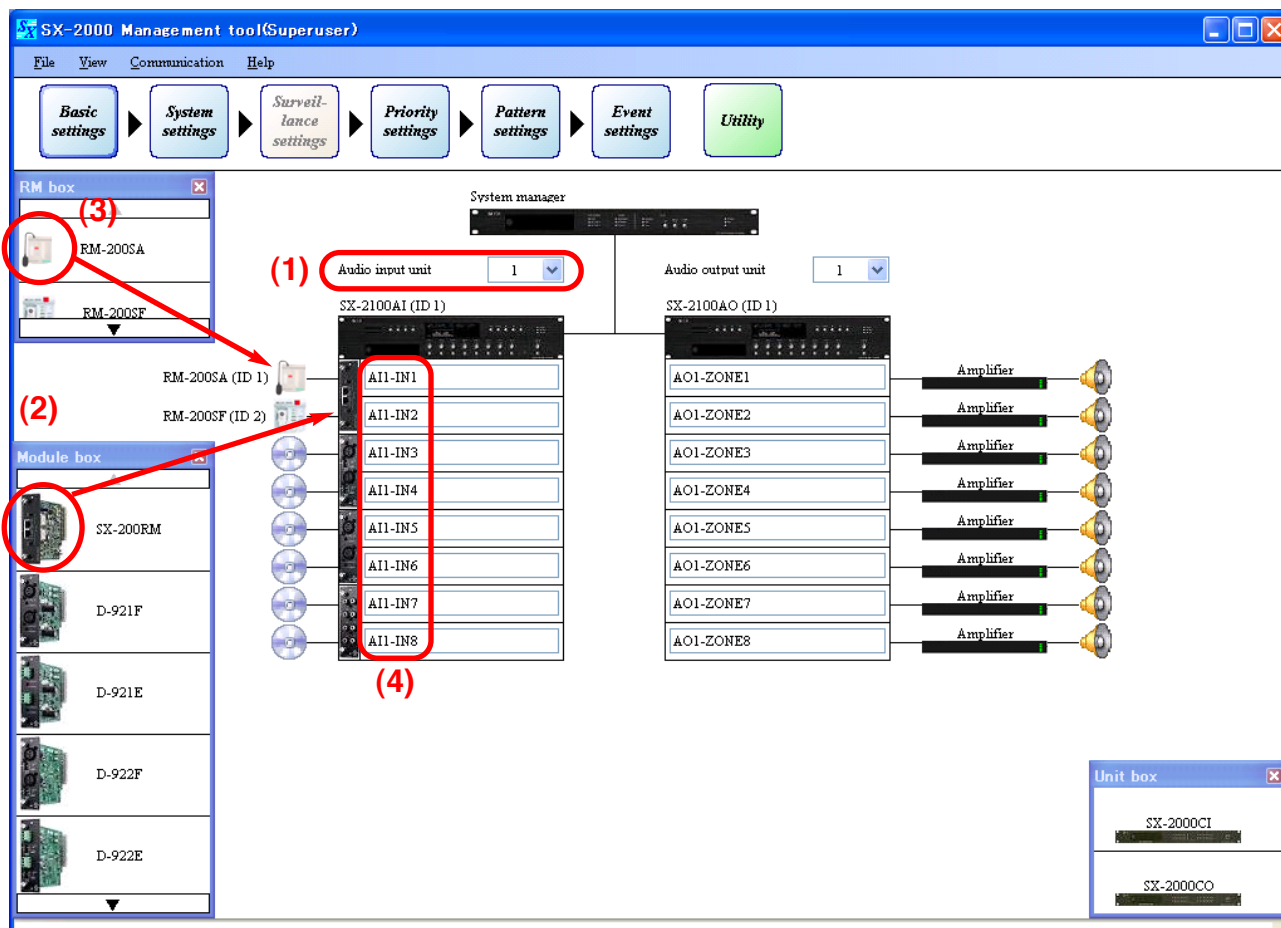 SX SX-2000 Management tool(Superuser)
File View Communication Help
Basic settings
System settings
Surveil-lance settings
Priority settings
Pattern settings
Event settings
Utility
RM box
(3)
RM-200SA
RM-200SF
System manager
(1)
Audio input unit 1
Audio output unit 1
SX-2100AI (ID 1)
SX-2100AO (ID 1)
RM-200SA (ID 1)
RM-200SF (ID 2)
(2)
AI1-IN1
AI1-IN2
AI1-IN3
AI1-IN4
AI1-IN5
AI1-IN6
AI1-IN7
AI1-IN8
(4)
AO1-ZONE1
AO1-ZONE2
AO1-ZONE3
AO1-ZONE4
AO1-ZONE5
AO1-ZONE6
AO1-ZONE7
AO1-ZONE8
Amplifier
Amplifier
Amplifier
Amplifier
Amplifier
Amplifier
Amplifier
Amplifier
Module box
SX-200RM
D-921F
D-921E
D-922F
D-922E
Unit box
SX-2000CI
SX-2000CO